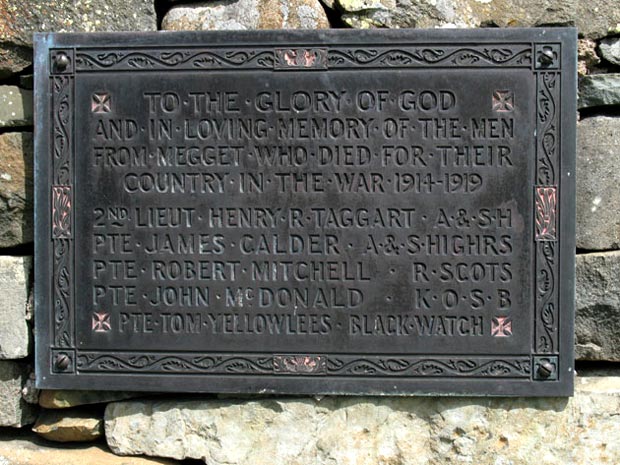 TO·THE·GLORY·OF·GOD
AND·IN·LOVING·MEMORY·OF·THE·MEN
FROM·MEGGET·WHO·DIED·FOR·THEIR
COUNTRY·IN·THE·WAR·1914-1919
2ND. LIEUT·HENRY·R·TAGGART·A·&·S·H
PTE·JAMES·CALDER·A·&·S·HIGHRS
PTE·ROBERT·MITCHELL·R·SCOTS
PTE·JOHN·McDONALD·K·O·S·B
PTE·TOM·YELLOWLEES·BLACK·WATCH